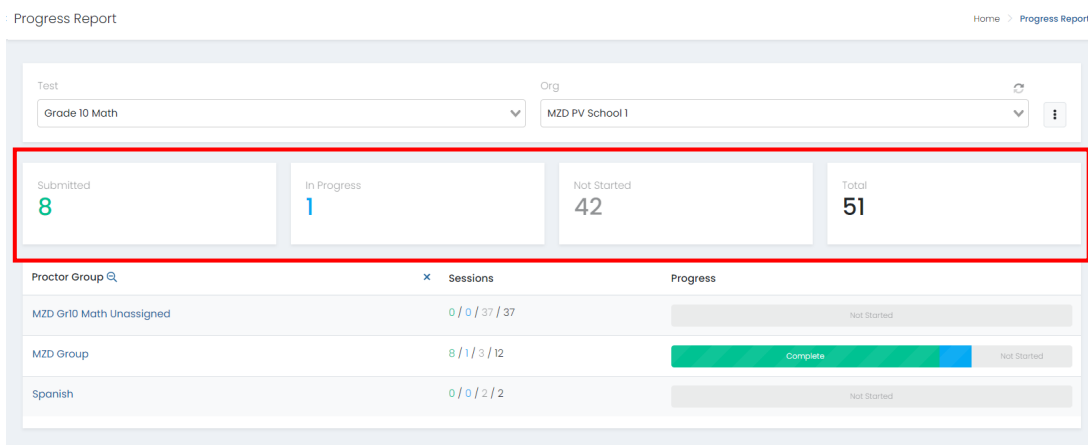 Progress Report
Home > Progress Report
Test
Org
Grade 10 Math
MZD PV School 1
Submitted
In Progress
Not Started
Total
8
1
42
51
Proctor Group
Sessions
Progress
MZD Gr10 Math Unassigned
0 / 0 / 37 / 37
Not Started
MZD Group
8 / 1 / 3 / 12
Complete
Not Started
Spanish
0 / 0 / 2 / 2
Not Started